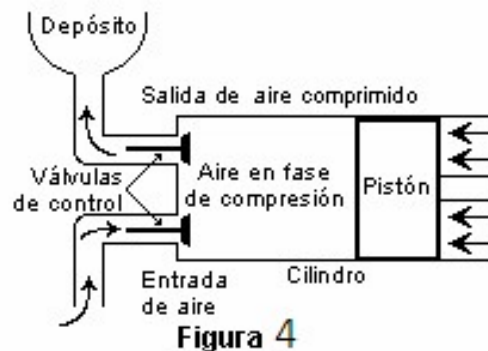 Depósito
Salida de aire comprimido
Válvulas
de control
Aire en fase
de compresión
Pistón
Entrada
de aire
Cilindro
Figura 4